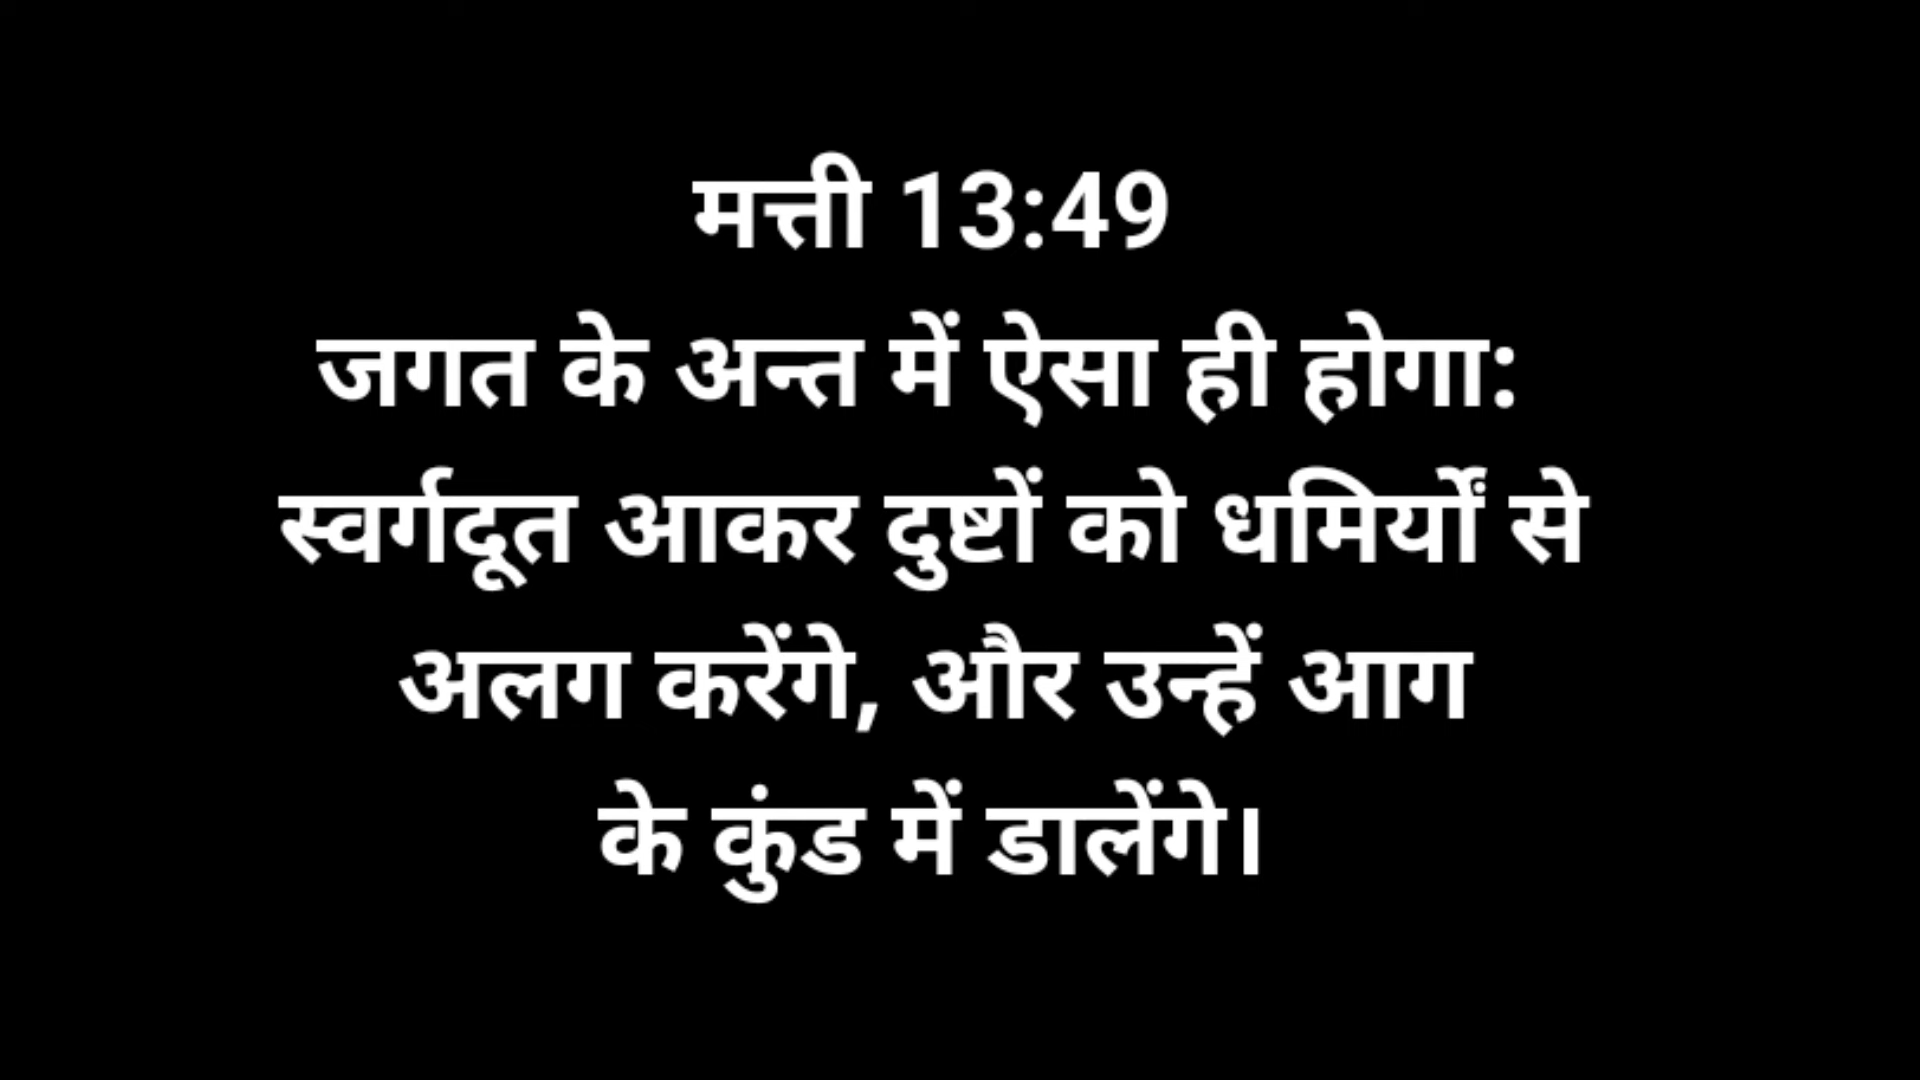 मत्ती 13:49
जगत के अन्त में ऐसा ही होगा:
स्वर्गदूत आकर दुष्टों को धमिर्यों से
अलग करेंगे, और उन्हें आग
के कुंड में डालेंगे।